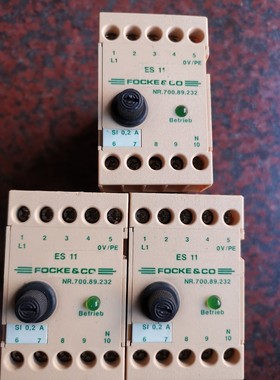 1 2 3 4 5
L1 0V/PE
ES 11
FOCKE & CO
NR.700.89.232
Betrieb
SI 0,2 A
N
6 7 8 9 10
1 2 3 4 5
L1 0V/PE
ES 11
FOCKE & CO
NR.700.89.232
Betrieb
SI 0,2 A
N
6 7 8 9 10
1 2 3 4 5
L1 0V/PE
ES 11
FOCKE & CO
NR.700.89.232
Betrieb
SI 0,2 A
N
6 7 8 9 10